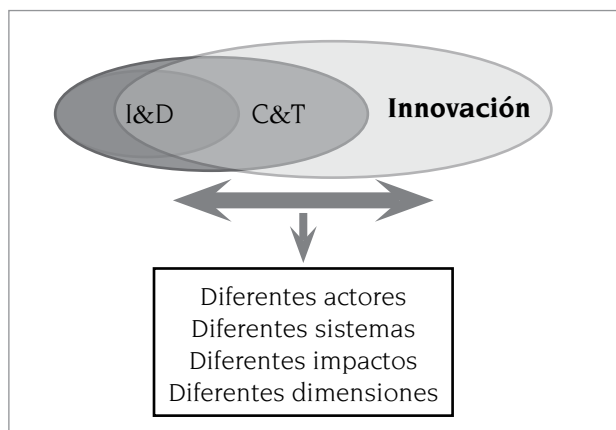 I&D C&T Innovación
Diferentes actores
Diferentes sistemas
Diferentes impactos
Diferentes dimensiones